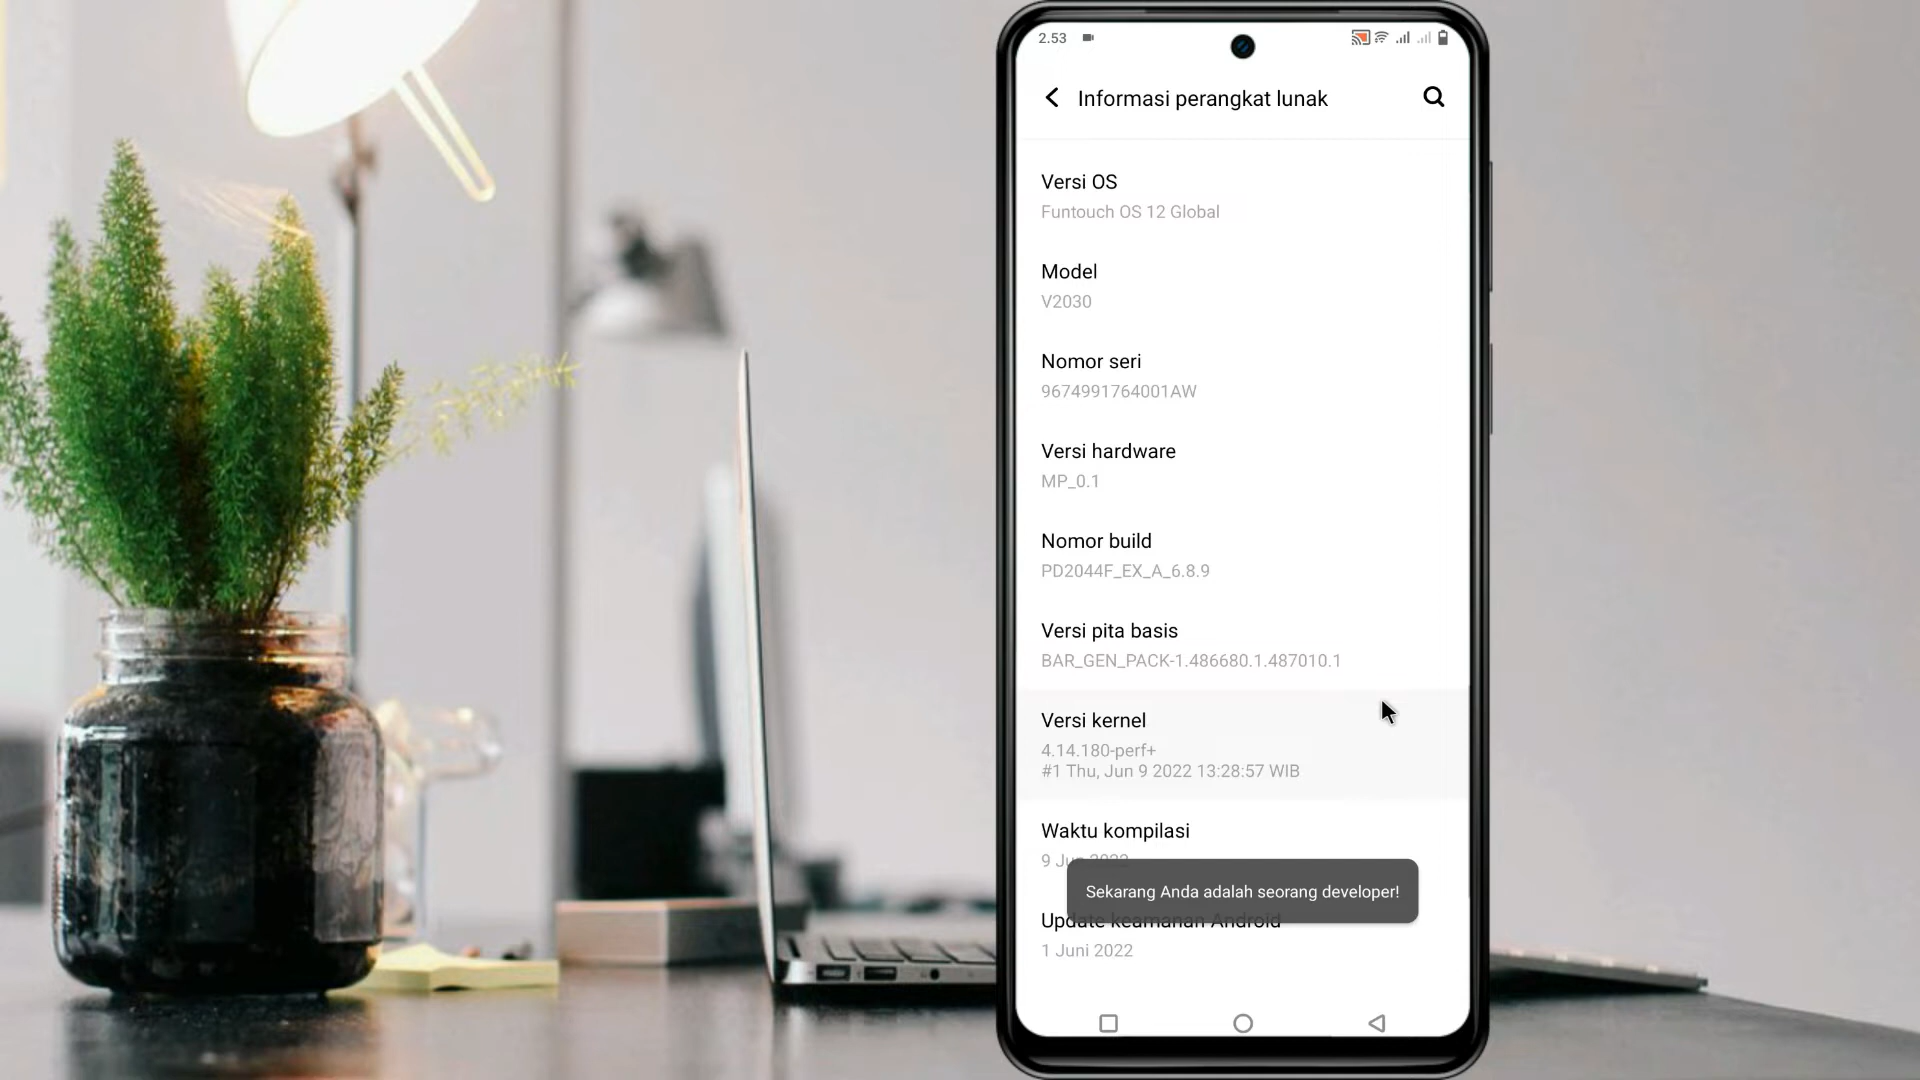 2.53
Informasi perangkat lunak
Versi OS
Funtouch OS 12 Global
Model
V2030
Nomor seri
9674991764001AW
Versi hardware
MP_0.1
Nomor build
PD2044F_EX_A_6.8.9
Versi pita basis
BAR_GEN_PACK-1.486680.1.487010.1
Versi kernel
4.14.180-perf+
#1 Thu, Jun 9 2022 13:28:57 WIB
Waktu kompilasi
9 Jun 2022
Sekarang Anda adalah seorang developer!
Update keamanan Android
1 Juni 2022